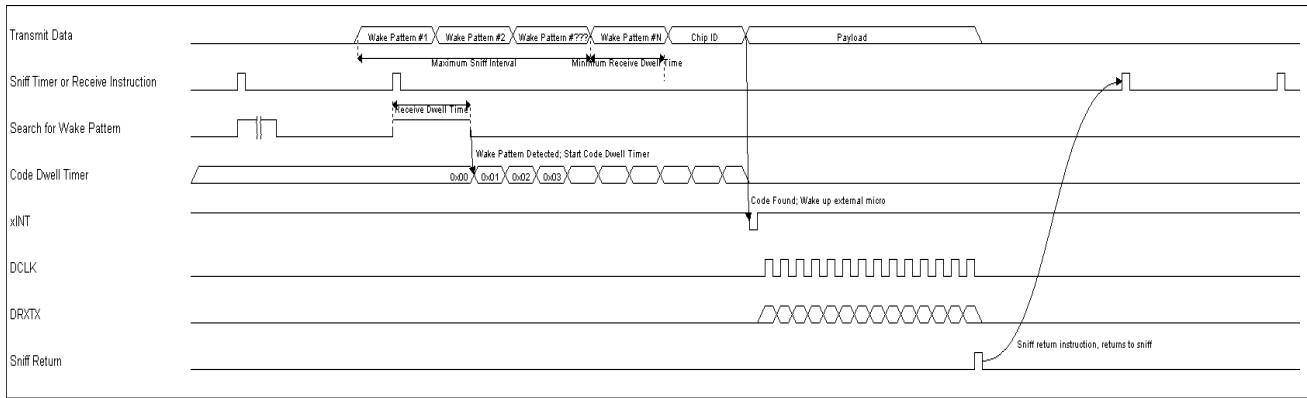 Transmit Data
Wake Pattern #1
Wake Pattern #2
Wake Pattern #???
Wake Pattern #N
Chip ID
Payload
Maximum Sniff Interval
Minimum Receive Dwell Time
Sniff Timer or Receive Instruction
Receive Dwell Time
Search for Wake Pattern
Wake Pattern Detected; Start Code Dwell Timer
Code Dwell Timer
0x00
0x01
0x02
0x03
Code Found; Wake up external micro
xINT
DCLK
DRXTX
Sniff return instruction, returns to sniff
Sniff Return